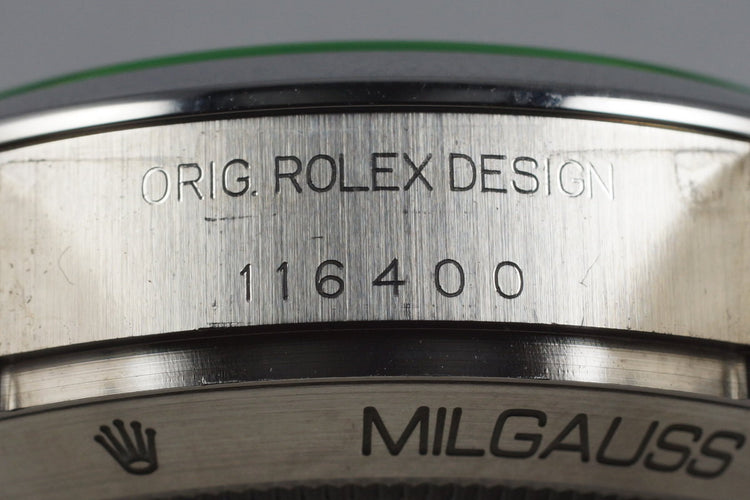 ORIG. ROLEX DESIGN
116400
MILGAUSS